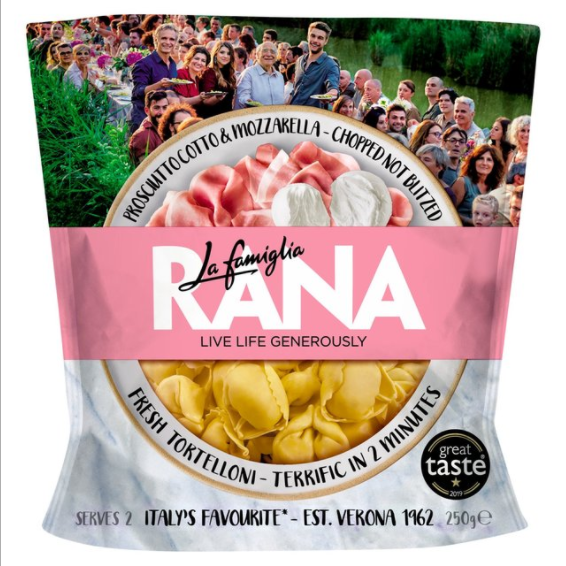 PROSCIUTTO COTTO & MOZZARELLA - CHOPPED NOT BLITZED
La famiglia
RANA
LIVE LIFE GENEROUSLY
FRESH TORTELLONI - TERRIFIC IN 2 MINUTES
great
taste
2019
SERVES 2 ITALY'S FAVOURITE* - EST. VERONA 1962 250g℮